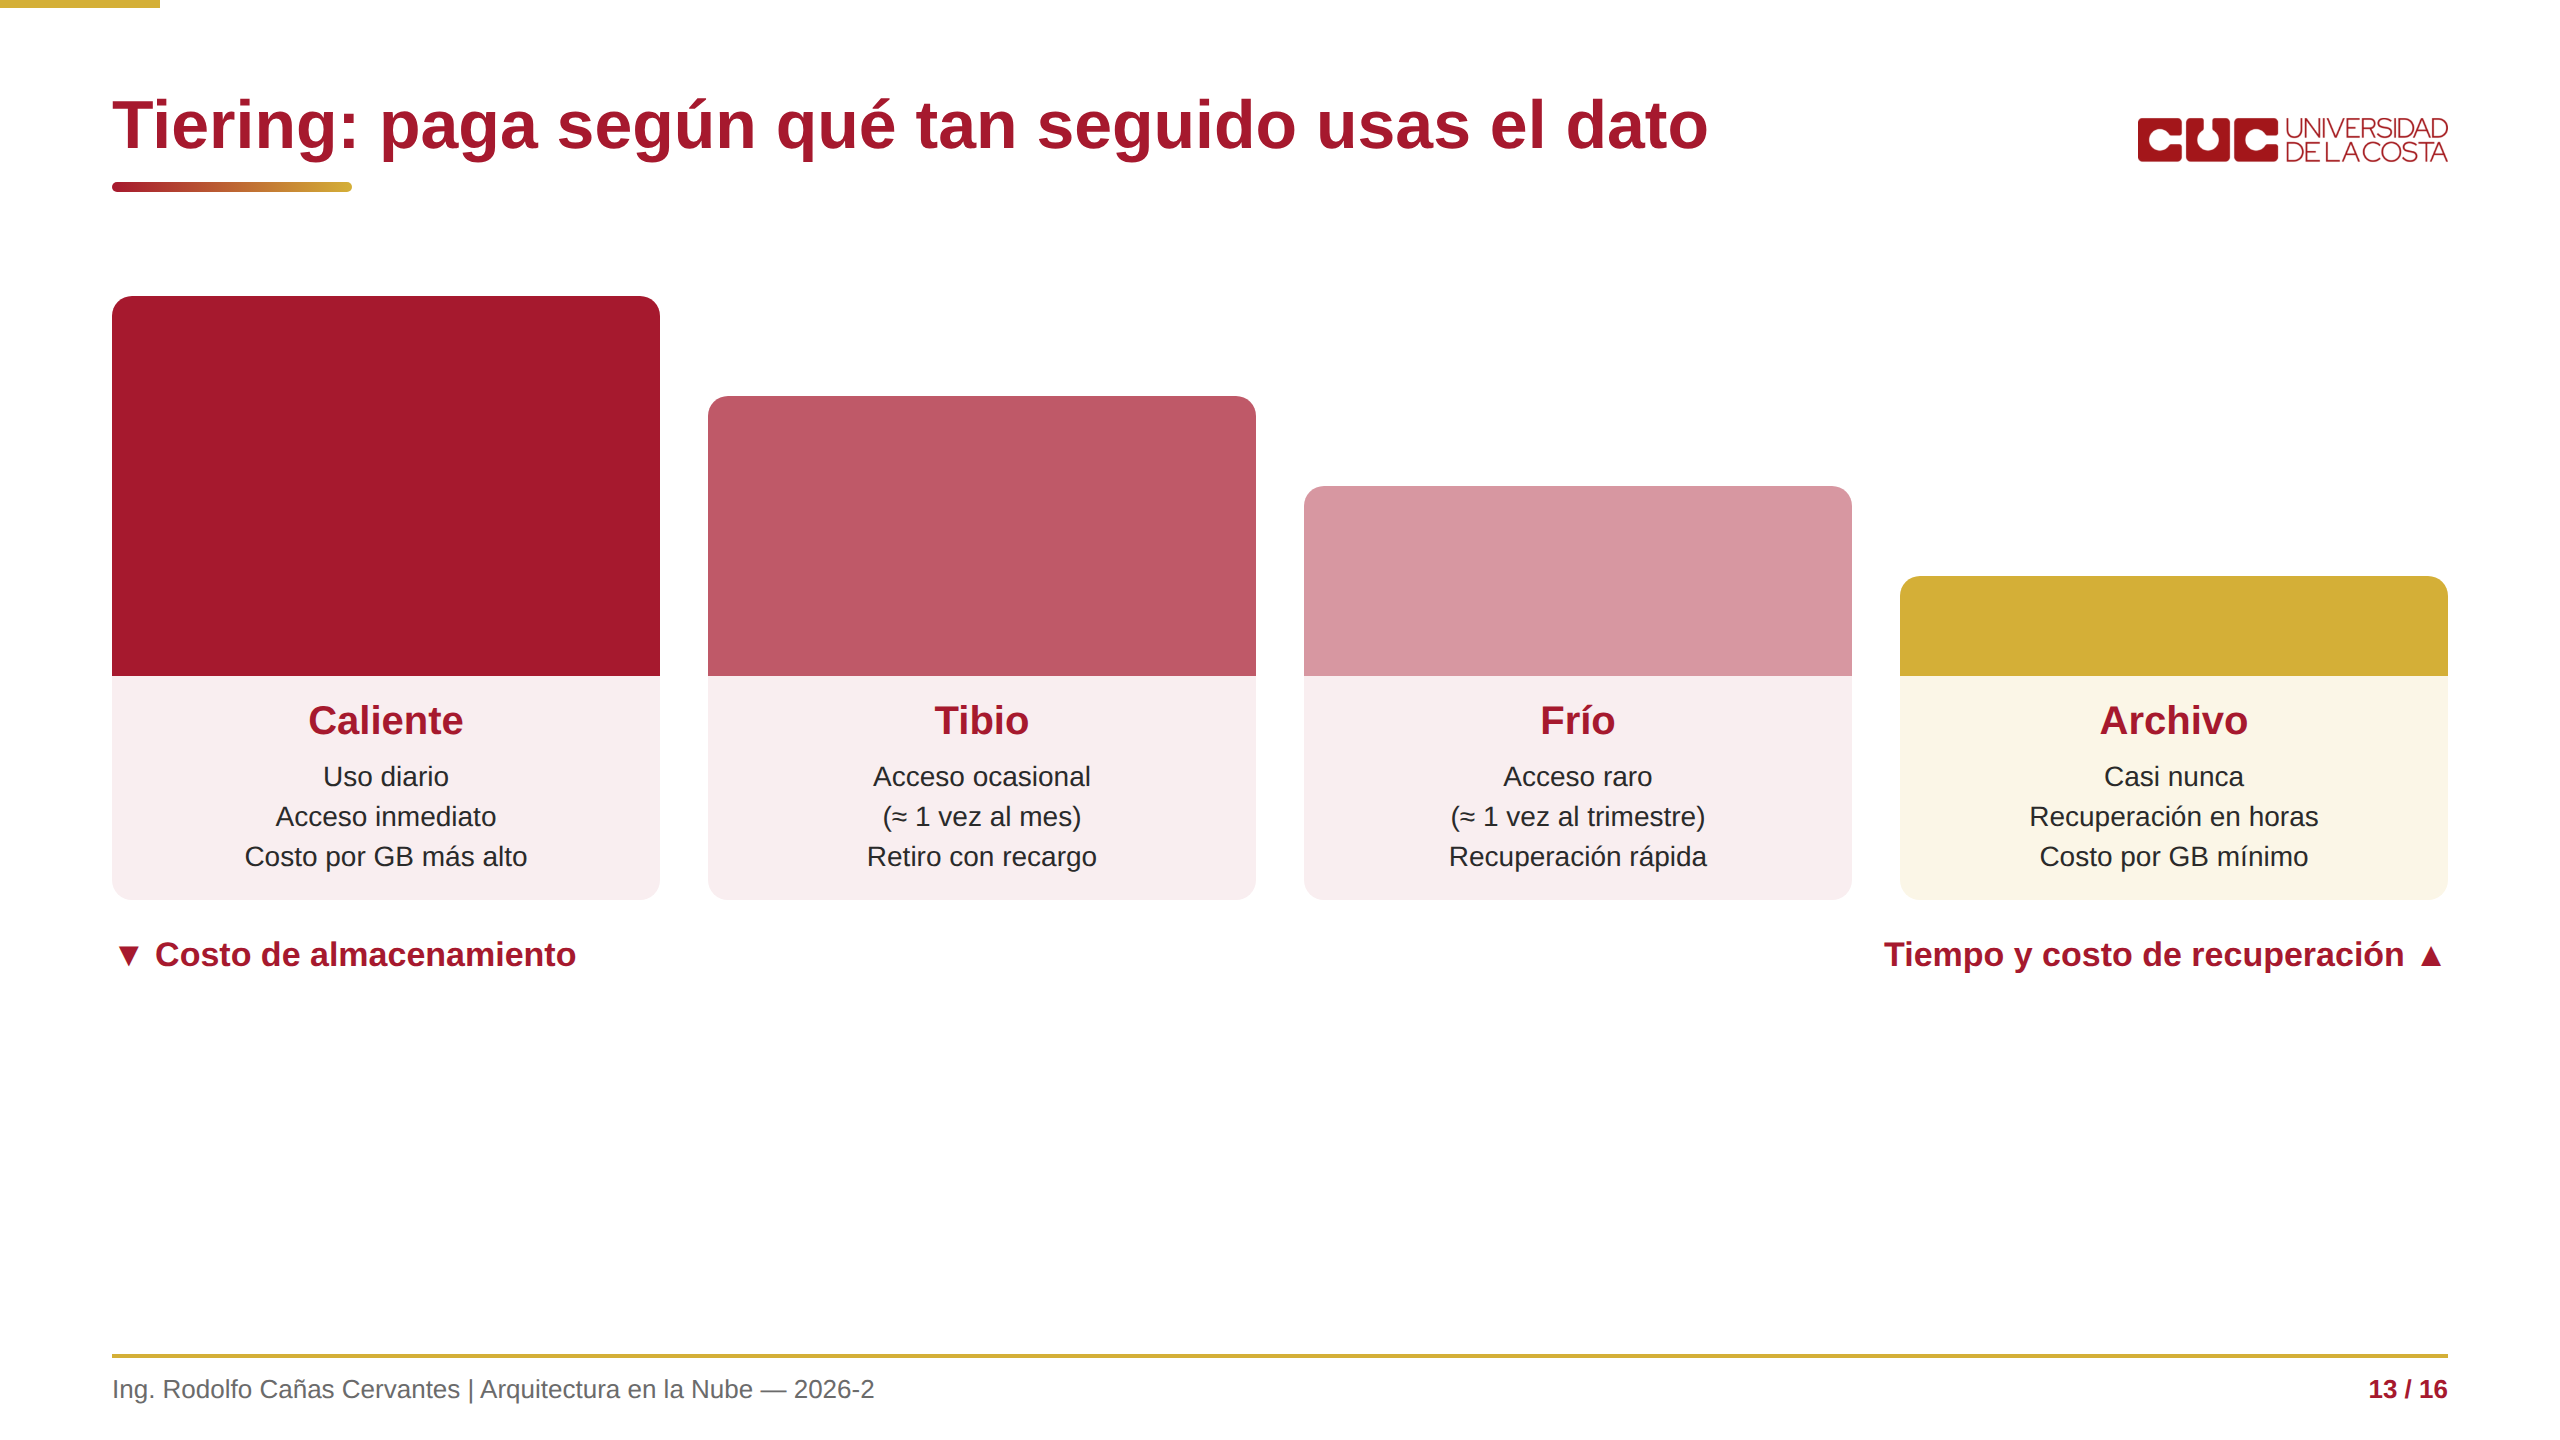 Tiering: paga según qué tan seguido usas el dato
CUC UNIVERSIDAD
DE LA COSTA
Caliente
Uso diario
Acceso inmediato
Costo por GB más alto
Tibio
Acceso ocasional
(≈ 1 vez al mes)
Retiro con recargo
Frío
Acceso raro
(≈ 1 vez al trimestre)
Recuperación rápida
Archivo
Casi nunca
Recuperación en horas
Costo por GB mínimo
▼ Costo de almacenamiento
Tiempo y costo de recuperación ▲
Ing. Rodolfo Cañas Cervantes | Arquitectura en la Nube — 2026-2
13 / 16